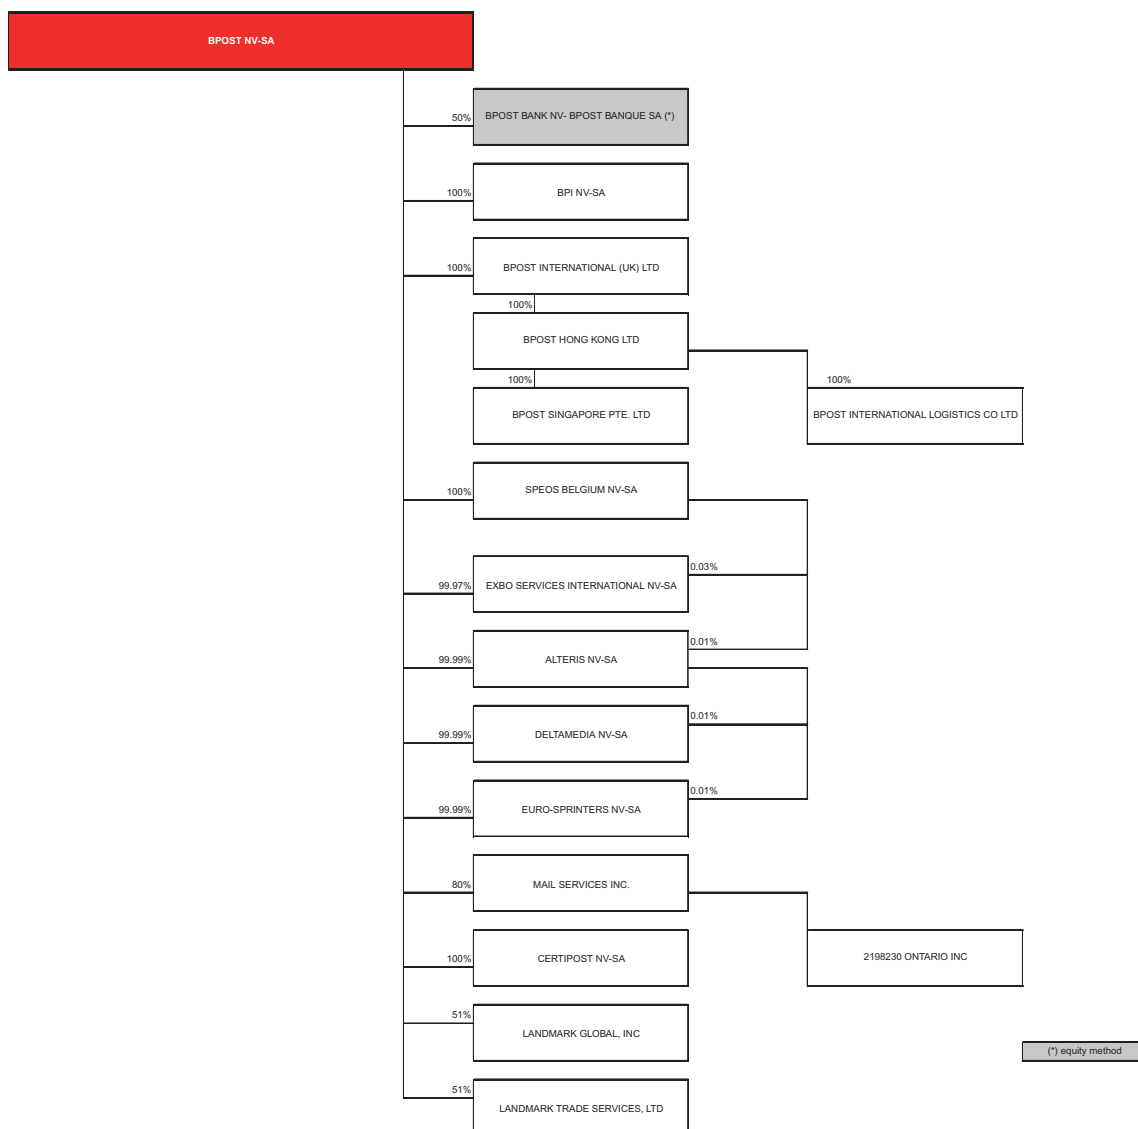 BPOST NV-SA
50%
BPOST BANK NV- BPOST BANQUE SA (*)
100%
BPI NV-SA
100%
BPOST INTERNATIONAL (UK) LTD
100%
BPOST HONG KONG LTD
100%
100%
BPOST SINGAPORE PTE. LTD
BPOST INTERNATIONAL LOGISTICS CO LTD
100%
SPEOS BELGIUM NV-SA
99.97%
EXBO SERVICES INTERNATIONAL NV-SA
0.03%
99.99%
ALTERIS NV-SA
0.01%
99.99%
DELTAMEDIA NV-SA
0.01%
99.99%
EURO-SPRINTERS NV-SA
0.01%
80%
MAIL SERVICES INC.
100%
CERTIPOST NV-SA
2198230 ONTARIO INC
51%
LANDMARK GLOBAL, INC
(*) equity method
51%
LANDMARK TRADE SERVICES, LTD